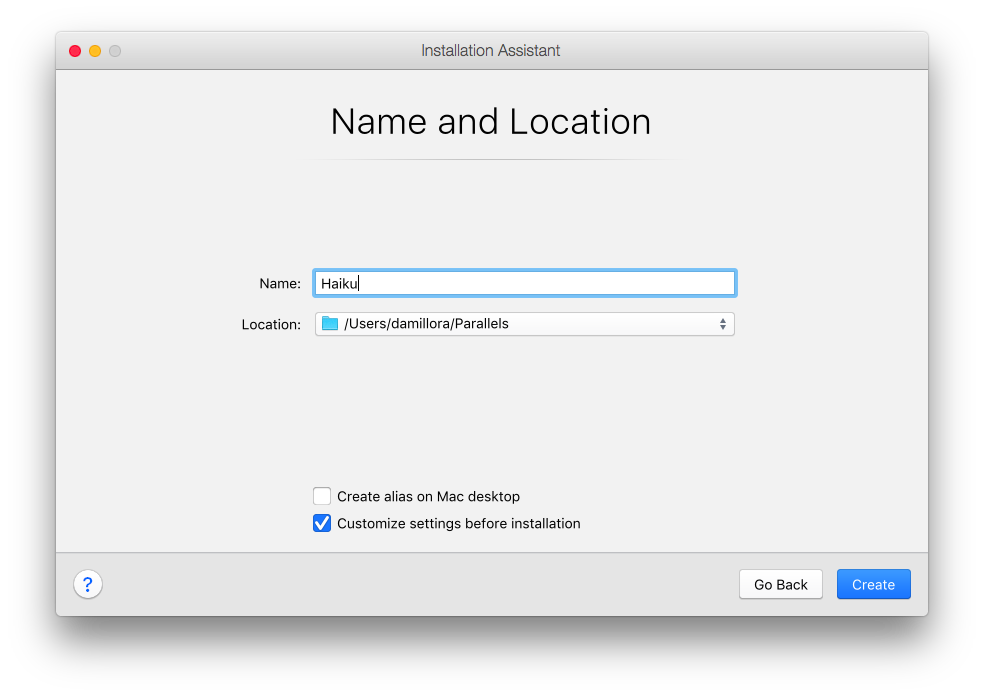 Installation Assistant
Name and Location
Name: Haiku
Location: /Users/damillora/Parallels
Create alias on Mac desktop
Customize settings before installation
? Go Back Create